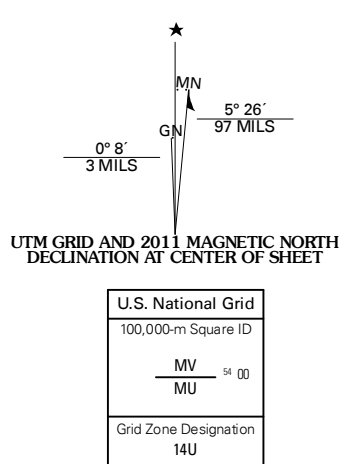 MN
GN
5° 26´
97 MILS
0° 8´
3 MILS
UTM GRID AND 2011 MAGNETIC NORTH
DECLINATION AT CENTER OF SHEET
U.S. National Grid
100,000-m Square ID
MV
54 00
MU
Grid Zone Designation
14U